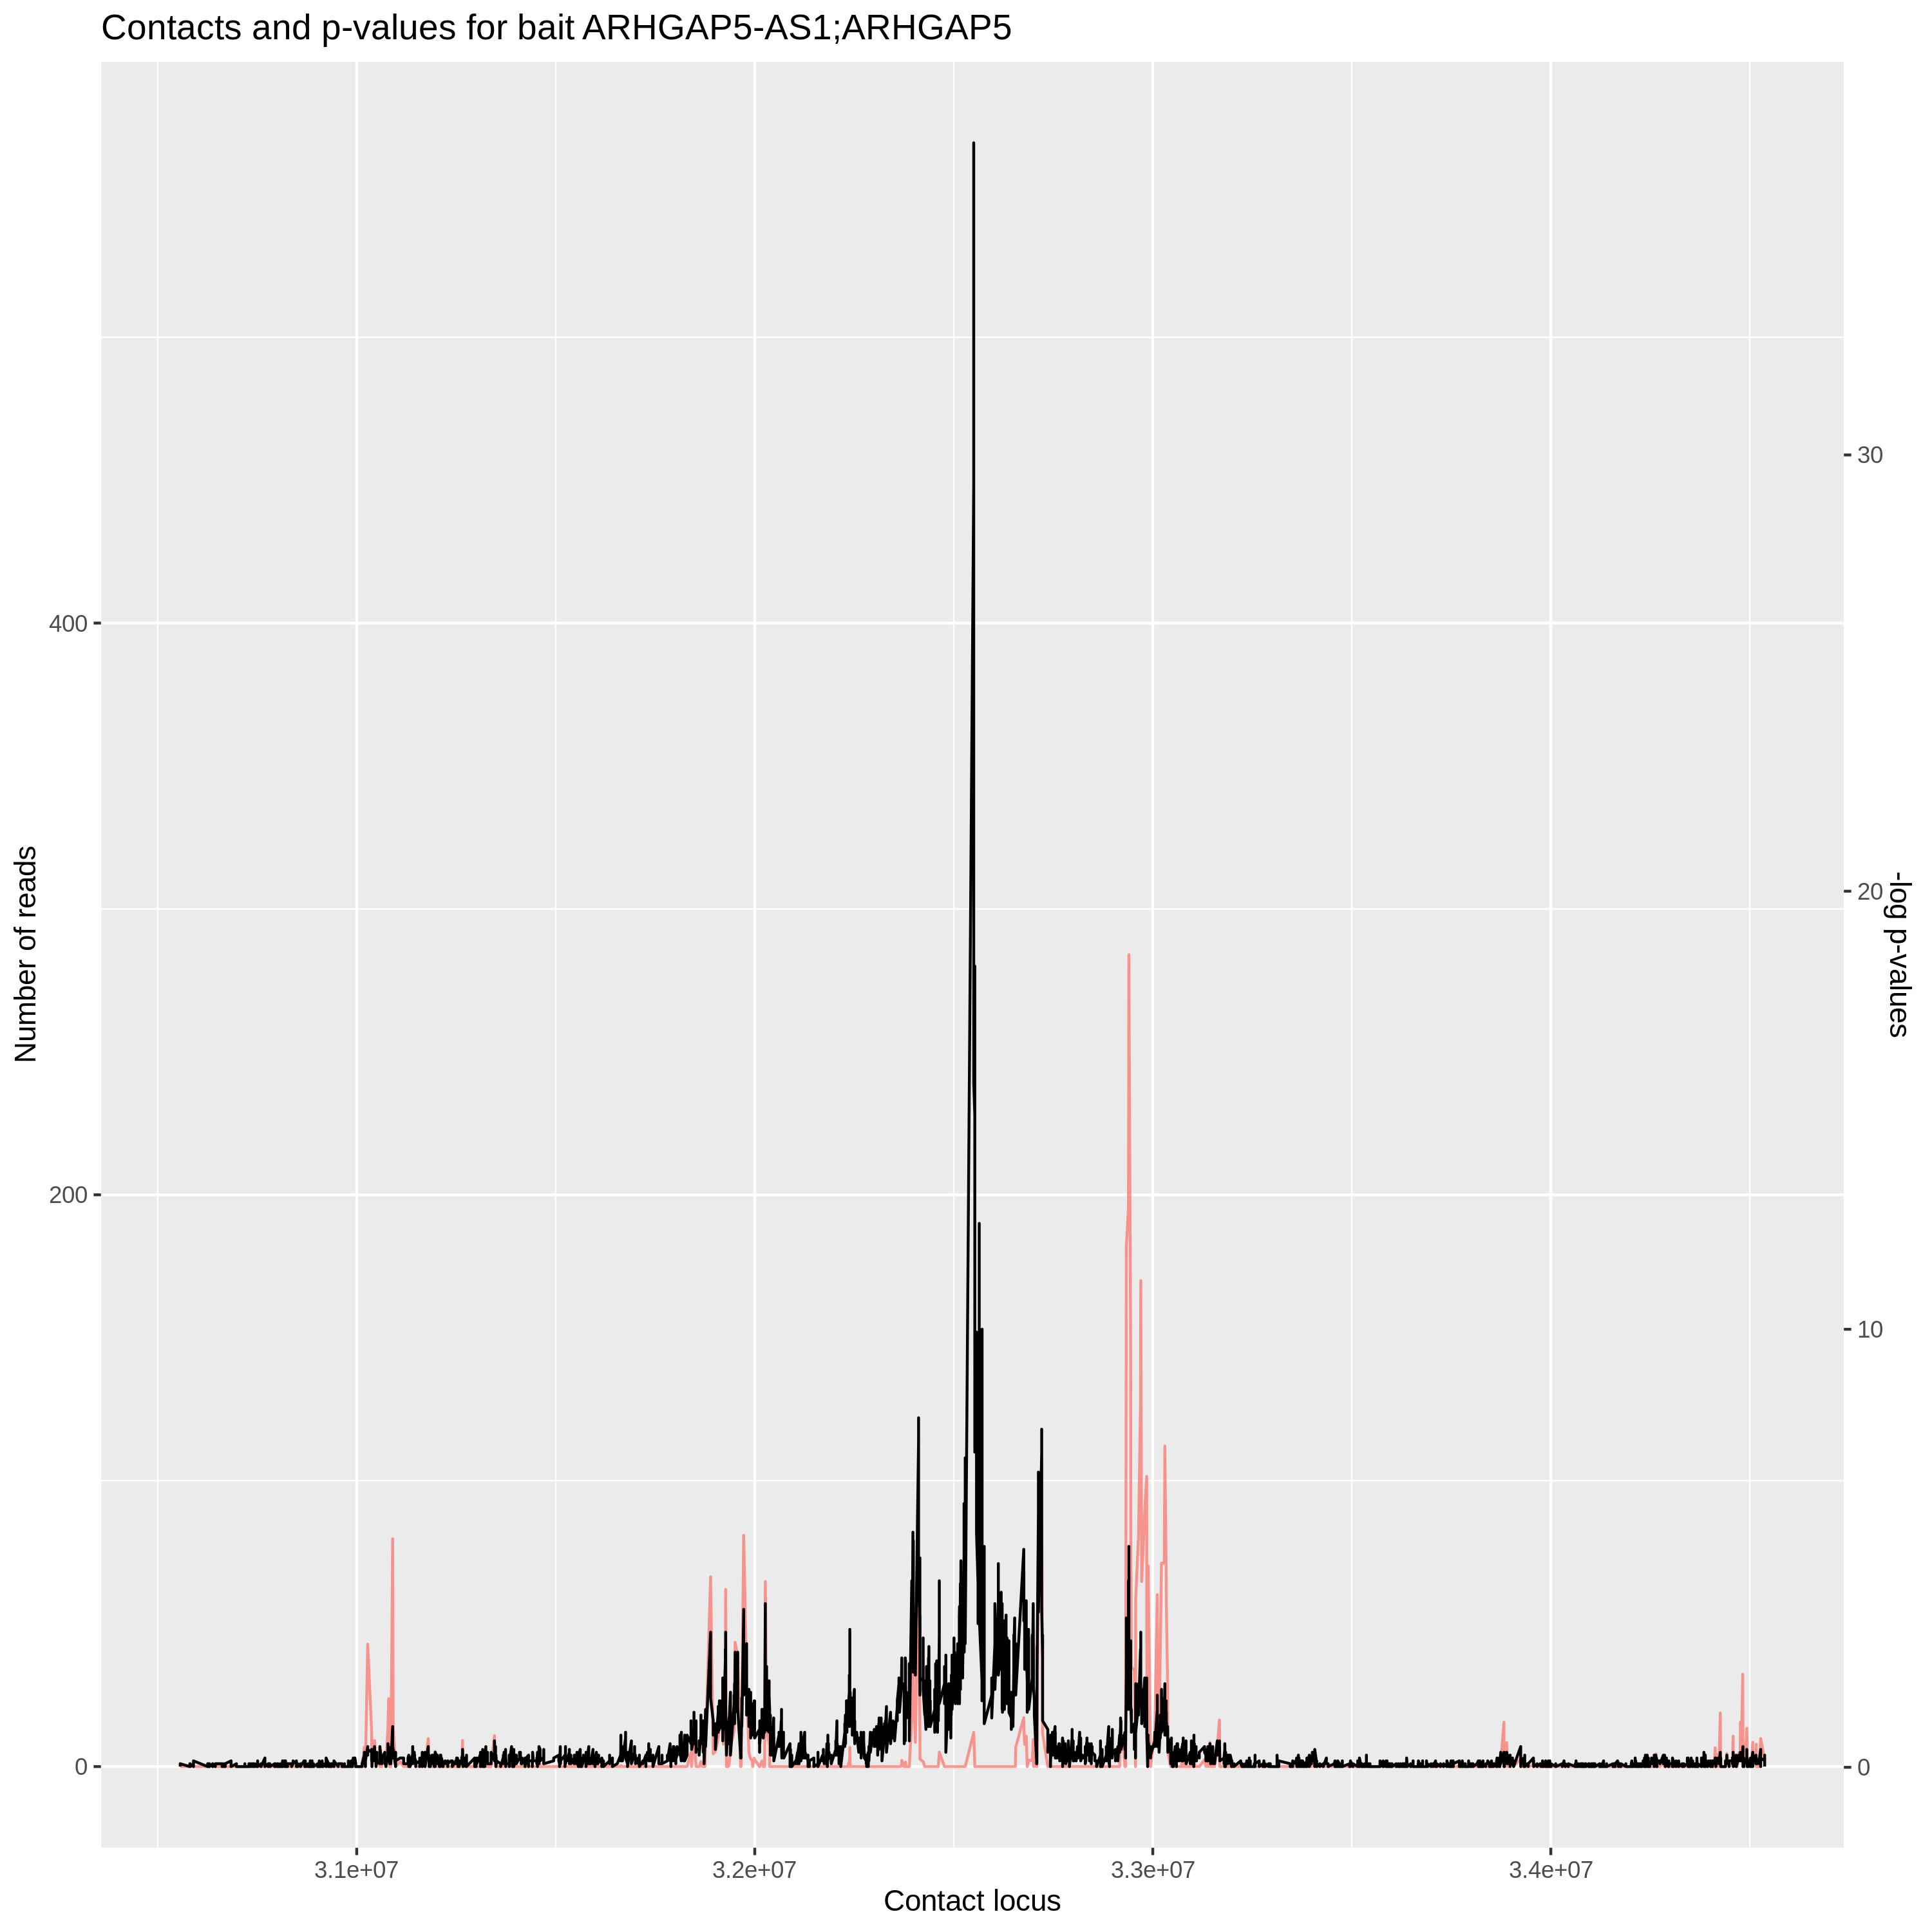 Contacts and p-values for bait ARHGAP5-AS1;ARHGAP5
Number of reads
400
200
0
30
20
10
0
-log p-values
3.1e+07
3.2e+07
3.3e+07
3.4e+07
Contact locus